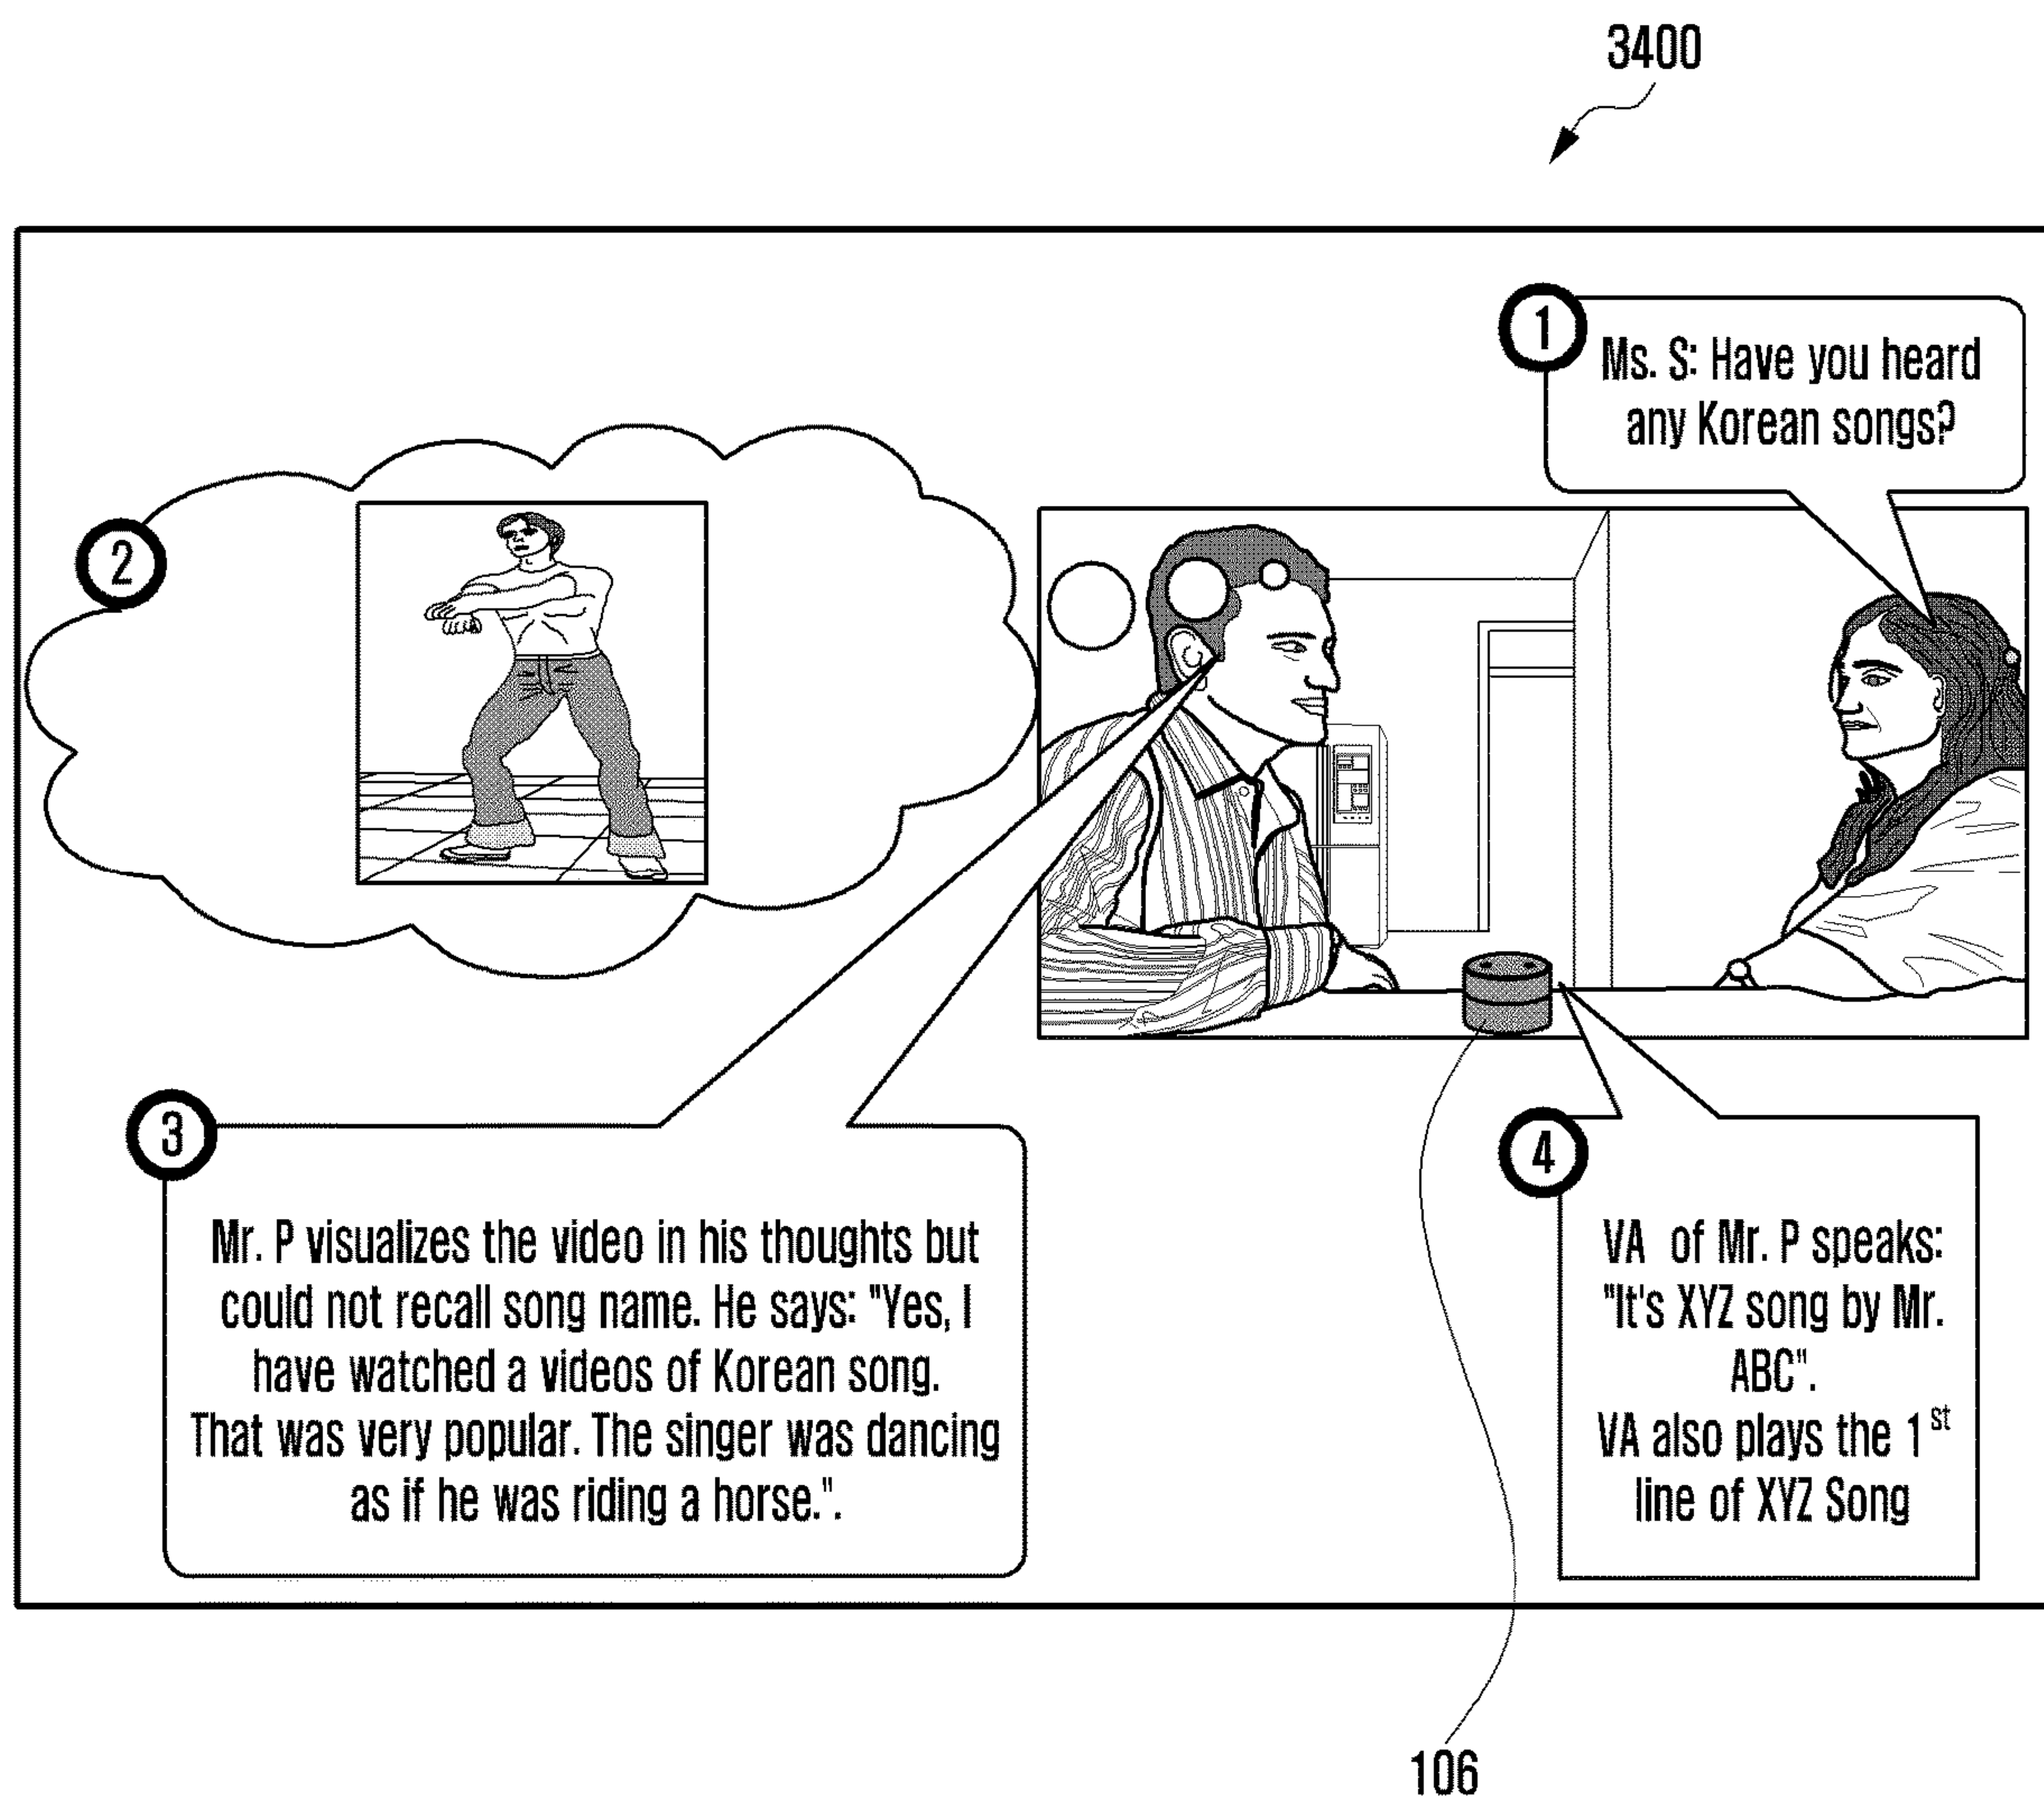 3400
1
Ms. S: Have you heard
any Korean songs?
2
3
Mr. P visualizes the video in his thoughts but
could not recall song name. He says: "Yes, I
have watched a videos of Korean song.
That was very popular. The singer was dancing
as if he was riding a horse.".
4
VA of Mr. P speaks:
"It's XYZ song by Mr.
ABC".
VA also plays the 1st
line of XYZ Song
106